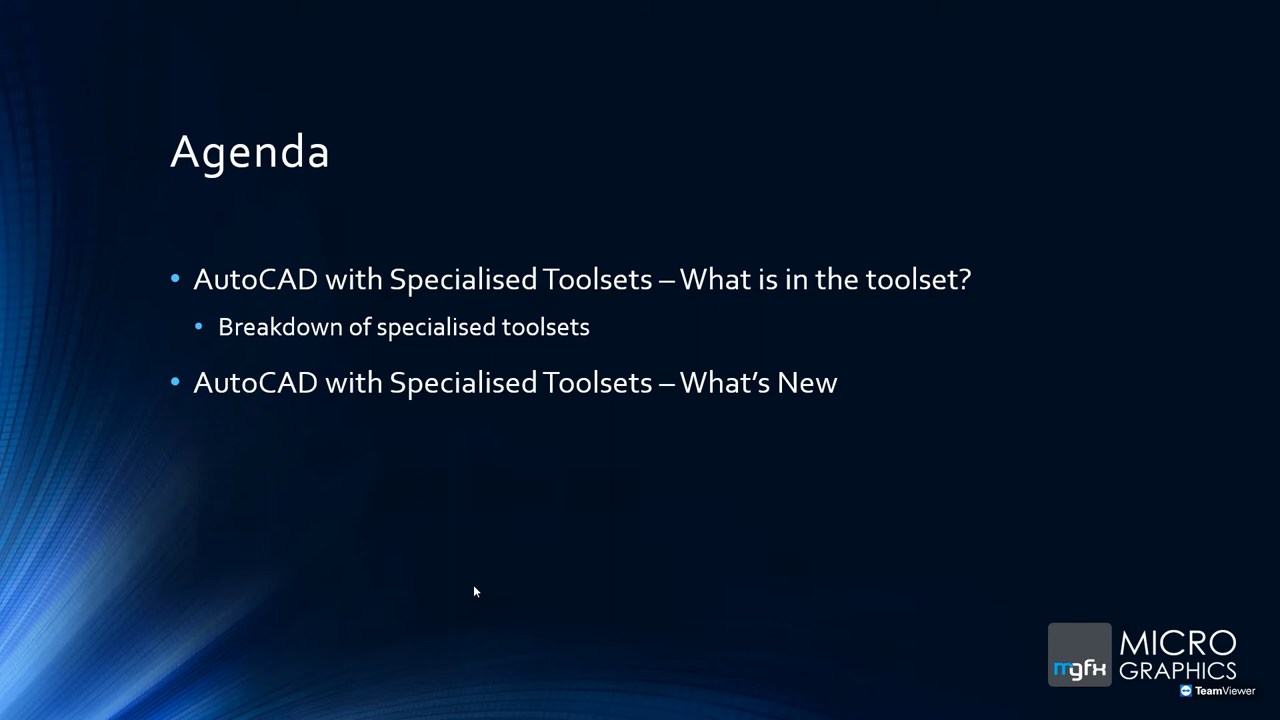 Agenda
• AutoCAD with Specialised Toolsets – What is in the toolset?
• Breakdown of specialised toolsets
• AutoCAD with Specialised Toolsets – What's New
mgfx
MICRO
GRAPHICS
TeamViewer